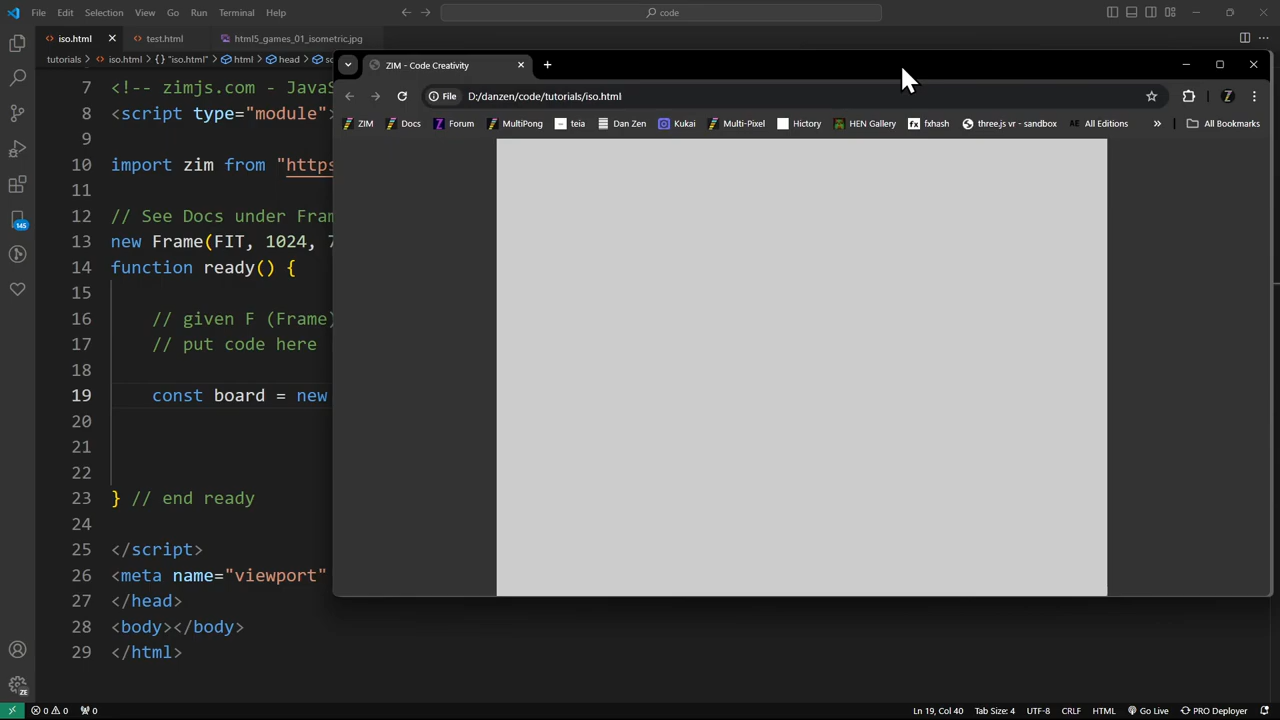 File Edit Selection View Go Run Terminal Help
code
iso.html
test.html
html5_games_01_isometric.jpg
tutorials > iso.html > {} "iso.html" > html > head >
ZIM - Code Creativity
File D:/danzen/code/tutorials/iso.html
ZIM Docs Forum MultiPong teia Dan Zen Kukai Multi-Pixel Hictory HEN Gallery fxhash three.js vr - sandbox AE All Editions » All Bookmarks
7 <!-- zimjs.com - JavaS
8 <script type="module">
9
10 import zim from "https
11
12 // See Docs under Fram
13 new Frame(FIT, 1024, 7
14 function ready() {
15
16 // given F (Frame)
17 // put code here
18
19 const board = new
20
21
22
23 } // end ready
24
25 </script>
26 <meta name="viewport"
27 </head>
28 <body></body>
29 </html>
145
ZE
0 0 0
Ln 19, Col 40 Tab Size: 4 UTF-8 CRLF HTML Go Live PRO Deployer